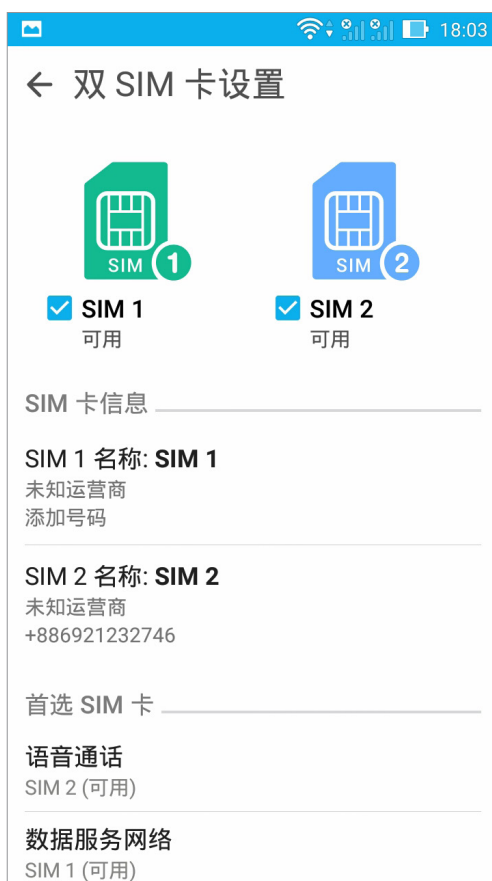 18:03
双 SIM 卡设置
SIM 1
SIM 2
SIM 1
SIM 2
可用
可用
SIM 卡信息
SIM 1 名称: SIM 1
未知运营商
添加号码
SIM 2 名称: SIM 2
未知运营商
+886921232746
首选 SIM 卡
语音通话
SIM 2 (可用)
数据服务网络
SIM 1 (可用)